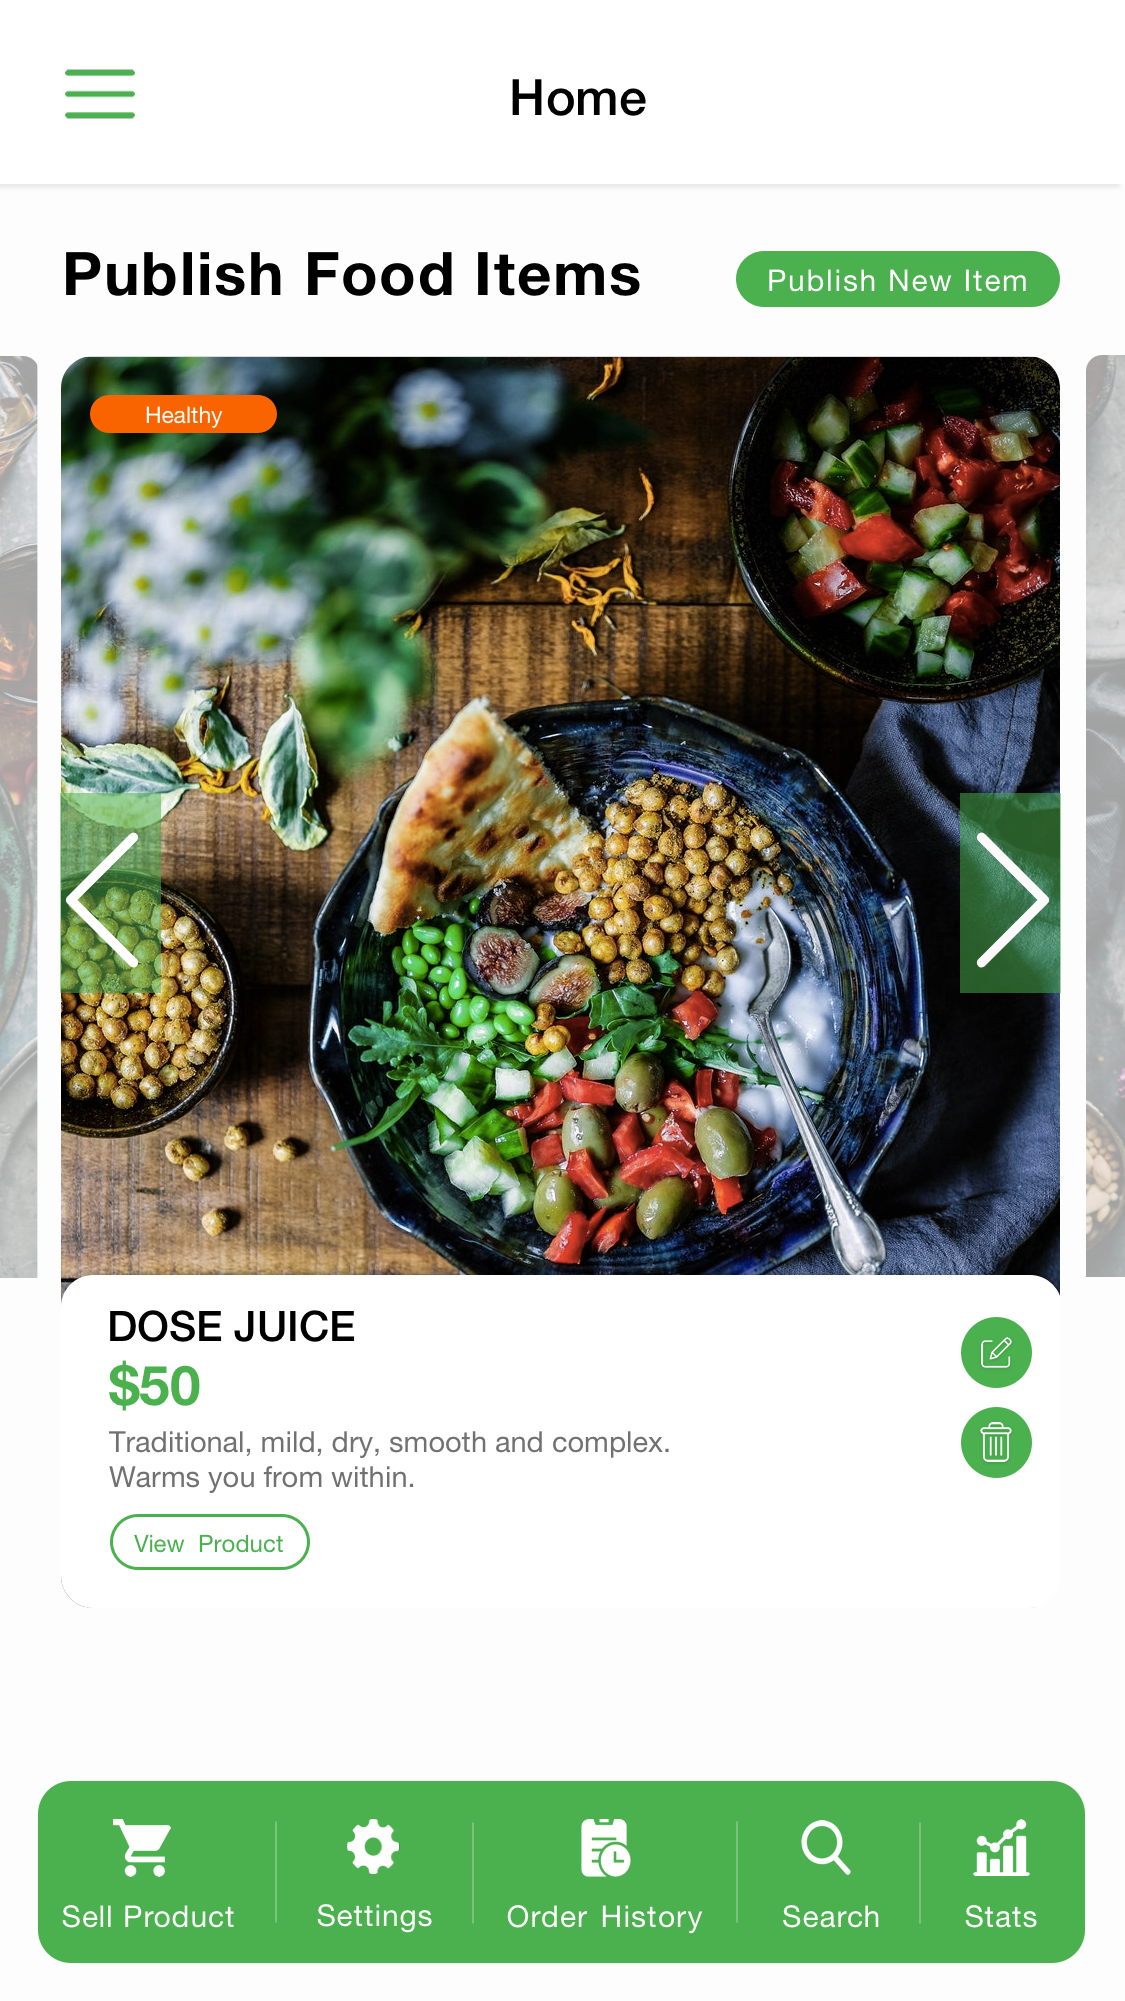 Home
Publish Food Items
Publish New Item
Healthy
DOSE JUICE
$50
Traditional, mild, dry, smooth and complex.
Warms you from within.
View Product
Sell Product
Settings
Order History
Search
Stats